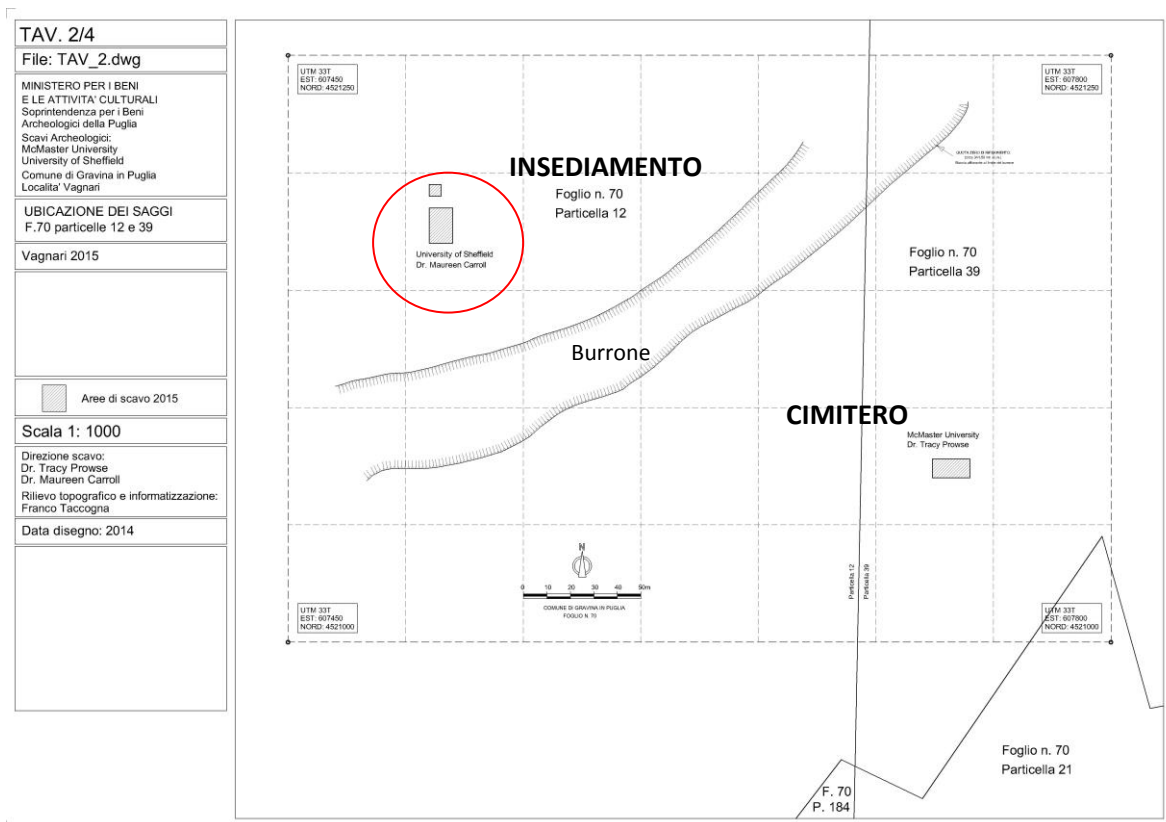 TAV. 2/4
File: TAV_2.dwg
MINISTERO PER I BENI
E LE ATTIVITA' CULTURALI
Soprintendenza per i Beni
Archeologici della Puglia
Scavi Archeologici:
McMaster University
University of Sheffield
Comune di Gravina in Puglia
Localita' Vagnari
UBICAZIONE DEI SAGGI
F.70 particelle 12 e 39
Vagnari 2015
Aree di scavo 2015
Scala 1: 1000
Direzione scavo:
Dr. Tracy Prowse
Dr. Maureen Carroll
Rilievo topografico e informatizzazione:
Franco Taccogna
Data disegno: 2014
UTM 33T
EST: 607450
NORD: 4521250
UTM 33T
EST: 607800
NORD: 4521250
INSEDIAMENTO
Foglio n. 70
Particella 12
University of Sheffield
Dr. Maureen Carroll
Foglio n. 70
Particella 39
Burrone
CIMITERO
McMaster University
Dr. Tracy Prowse
N
0 10 20 30 40 50m
COMUNE DI GRAVINA IN PUGLIA
FOGLIO N. 70
Particella 12
Particella 39
UTM 33T
EST: 607450
NORD: 4521000
UTM 33T
EST: 607800
NORD: 4521000
Foglio n. 70
Particella 21
F. 70
P. 184